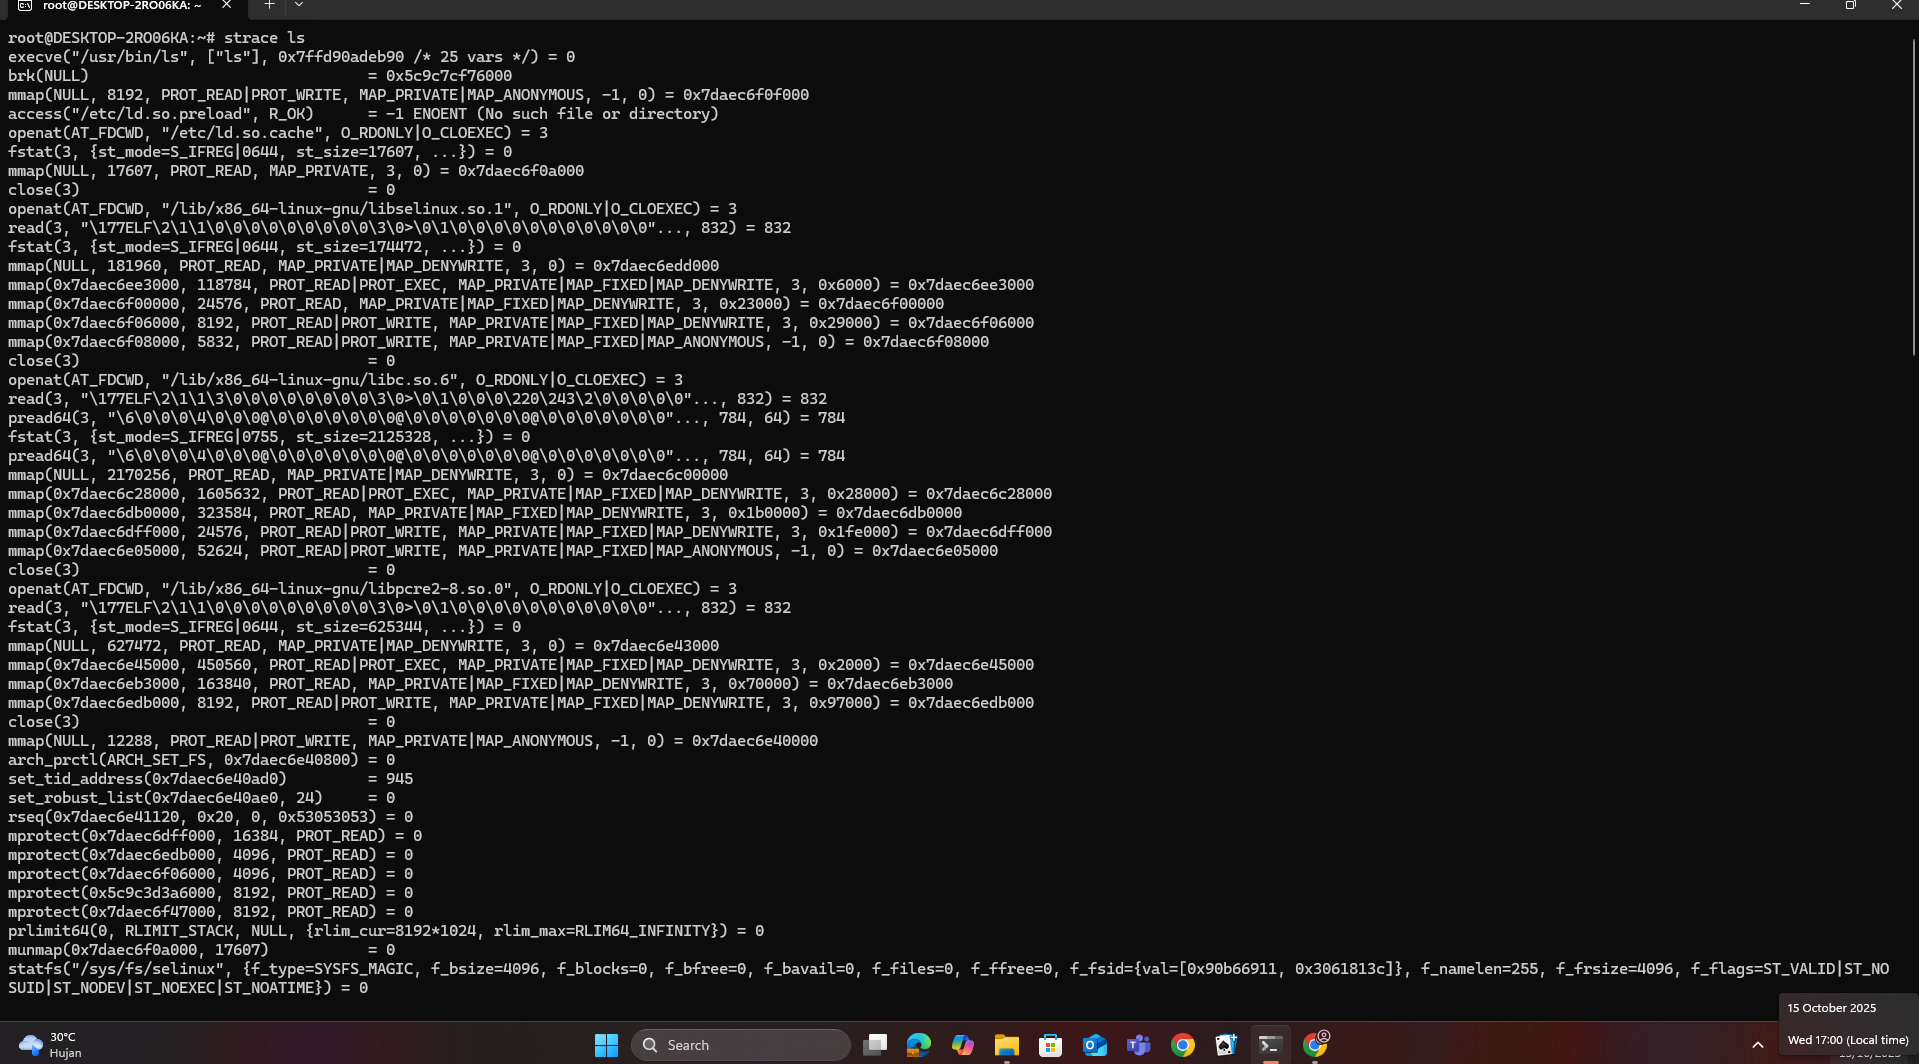 root@DESKTOP-2RO06KA: ~
root@DESKTOP-2RO06KA:~# strace ls
execve("/usr/bin/ls", ["ls"], 0x7ffd90adeb90 /* 25 vars */) = 0
brk(NULL)                               = 0x5c9c7cf76000
mmap(NULL, 8192, PROT_READ|PROT_WRITE, MAP_PRIVATE|MAP_ANONYMOUS, -1, 0) = 0x7daec6f0f000
access("/etc/ld.so.preload", R_OK)      = -1 ENOENT (No such file or directory)
openat(AT_FDCWD, "/etc/ld.so.cache", O_RDONLY|O_CLOEXEC) = 3
fstat(3, {st_mode=S_IFREG|0644, st_size=17607, ...}) = 0
mmap(NULL, 17607, PROT_READ, MAP_PRIVATE, 3, 0) = 0x7daec6f0a000
close(3)                                = 0
openat(AT_FDCWD, "/lib/x86_64-linux-gnu/libselinux.so.1", O_RDONLY|O_CLOEXEC) = 3
read(3, "\177ELF\2\1\1\0\0\0\0\0\0\0\0\0\3\0>\0\1\0\0\0\0\0\0\0\0\0\0\0"..., 832) = 832
fstat(3, {st_mode=S_IFREG|0644, st_size=174472, ...}) = 0
mmap(NULL, 181960, PROT_READ, MAP_PRIVATE|MAP_DENYWRITE, 3, 0) = 0x7daec6edd000
mmap(0x7daec6ee3000, 118784, PROT_READ|PROT_EXEC, MAP_PRIVATE|MAP_FIXED|MAP_DENYWRITE, 3, 0x6000) = 0x7daec6ee3000
mmap(0x7daec6f00000, 24576, PROT_READ, MAP_PRIVATE|MAP_FIXED|MAP_DENYWRITE, 3, 0x23000) = 0x7daec6f00000
mmap(0x7daec6f06000, 8192, PROT_READ|PROT_WRITE, MAP_PRIVATE|MAP_FIXED|MAP_DENYWRITE, 3, 0x29000) = 0x7daec6f06000
mmap(0x7daec6f08000, 5832, PROT_READ|PROT_WRITE, MAP_PRIVATE|MAP_FIXED|MAP_ANONYMOUS, -1, 0) = 0x7daec6f08000
close(3)                                = 0
openat(AT_FDCWD, "/lib/x86_64-linux-gnu/libc.so.6", O_RDONLY|O_CLOEXEC) = 3
read(3, "\177ELF\2\1\1\3\0\0\0\0\0\0\0\0\3\0>\0\1\0\0\0\220\243\2\0\0\0\0\0"..., 832) = 832
pread64(3, "\6\0\0\0\4\0\0\0@\0\0\0\0\0\0\0@\0\0\0\0\0\0\0@\0\0\0\0\0\0\0"..., 784, 64) = 784
fstat(3, {st_mode=S_IFREG|0755, st_size=2125328, ...}) = 0
pread64(3, "\6\0\0\0\4\0\0\0@\0\0\0\0\0\0\0@\0\0\0\0\0\0\0@\0\0\0\0\0\0\0"..., 784, 64) = 784
mmap(NULL, 2170256, PROT_READ, MAP_PRIVATE|MAP_DENYWRITE, 3, 0) = 0x7daec6c00000
mmap(0x7daec6c28000, 1605632, PROT_READ|PROT_EXEC, MAP_PRIVATE|MAP_FIXED|MAP_DENYWRITE, 3, 0x28000) = 0x7daec6c28000
mmap(0x7daec6db0000, 323584, PROT_READ, MAP_PRIVATE|MAP_FIXED|MAP_DENYWRITE, 3, 0x1b0000) = 0x7daec6db0000
mmap(0x7daec6dff000, 24576, PROT_READ|PROT_WRITE, MAP_PRIVATE|MAP_FIXED|MAP_DENYWRITE, 3, 0x1fe000) = 0x7daec6dff000
mmap(0x7daec6e05000, 52624, PROT_READ|PROT_WRITE, MAP_PRIVATE|MAP_FIXED|MAP_ANONYMOUS, -1, 0) = 0x7daec6e05000
close(3)                                = 0
openat(AT_FDCWD, "/lib/x86_64-linux-gnu/libpcre2-8.so.0", O_RDONLY|O_CLOEXEC) = 3
read(3, "\177ELF\2\1\1\0\0\0\0\0\0\0\0\0\3\0>\0\1\0\0\0\0\0\0\0\0\0\0\0"..., 832) = 832
fstat(3, {st_mode=S_IFREG|0644, st_size=625344, ...}) = 0
mmap(NULL, 627472, PROT_READ, MAP_PRIVATE|MAP_DENYWRITE, 3, 0) = 0x7daec6e43000
mmap(0x7daec6e45000, 450560, PROT_READ|PROT_EXEC, MAP_PRIVATE|MAP_FIXED|MAP_DENYWRITE, 3, 0x2000) = 0x7daec6e45000
mmap(0x7daec6eb3000, 163840, PROT_READ, MAP_PRIVATE|MAP_FIXED|MAP_DENYWRITE, 3, 0x70000) = 0x7daec6eb3000
mmap(0x7daec6edb000, 8192, PROT_READ|PROT_WRITE, MAP_PRIVATE|MAP_FIXED|MAP_DENYWRITE, 3, 0x97000) = 0x7daec6edb000
close(3)                                = 0
mmap(NULL, 12288, PROT_READ|PROT_WRITE, MAP_PRIVATE|MAP_ANONYMOUS, -1, 0) = 0x7daec6e40000
arch_prctl(ARCH_SET_FS, 0x7daec6e40800) = 0
set_tid_address(0x7daec6e40ad0)         = 945
set_robust_list(0x7daec6e40ae0, 24)     = 0
rseq(0x7daec6e41120, 0x20, 0, 0x53053053) = 0
mprotect(0x7daec6dff000, 16384, PROT_READ) = 0
mprotect(0x7daec6edb000, 4096, PROT_READ) = 0
mprotect(0x7daec6f06000, 4096, PROT_READ) = 0
mprotect(0x5c9c3d3a6000, 8192, PROT_READ) = 0
mprotect(0x7daec6f47000, 8192, PROT_READ) = 0
prlimit64(0, RLIMIT_STACK, NULL, {rlim_cur=8192*1024, rlim_max=RLIM64_INFINITY}) = 0
munmap(0x7daec6f0a000, 17607)           = 0
statfs("/sys/fs/selinux", {f_type=SYSFS_MAGIC, f_bsize=4096, f_blocks=0, f_bfree=0, f_bavail=0, f_files=0, f_ffree=0, f_fsid={val=[0x90b66911, 0x3061813c]}, f_namelen=255, f_frsize=4096, f_flags=ST_VALID|ST_NO
SUID|ST_NODEV|ST_NOEXEC|ST_NOATIME}) = 0
15 October 2025
Wed 17:00 (Local time)
30°C
Hujan
Search